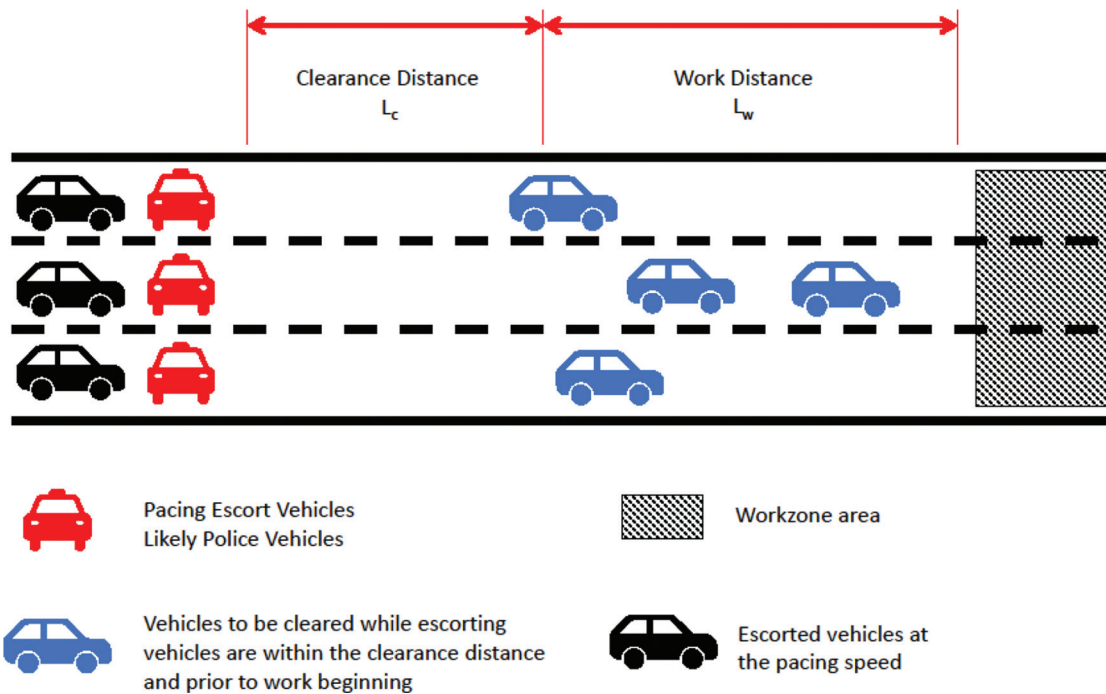 Clearance Distance
Lc
Work Distance
Lw
Pacing Escort Vehicles
Likely Police Vehicles
Workzone area
Vehicles to be cleared while escorting
vehicles are within the clearance distance
and prior to work beginning
Escorted vehicles at
the pacing speed